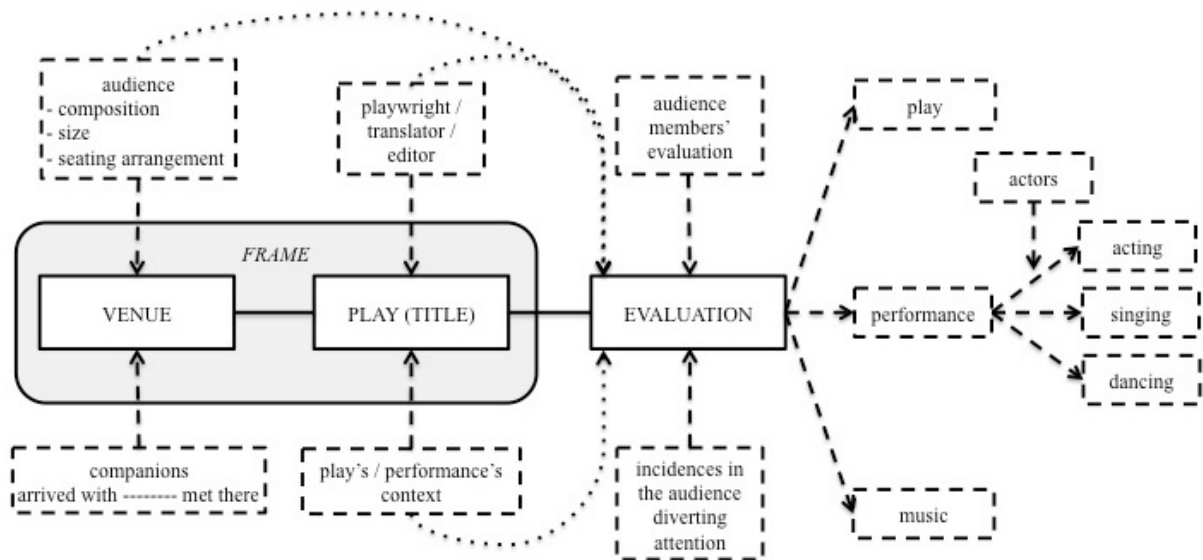 audience
- composition
- size
- seating arrangement
playwright /
translator /
editor
audience
members'
evaluation
play
actors
FRAME
VENUE
PLAY (TITLE)
EVALUATION
performance
acting
singing
dancing
companions
arrived with -------- met there
play's / performance's
context
incidences in
the audience
diverting
attention
music